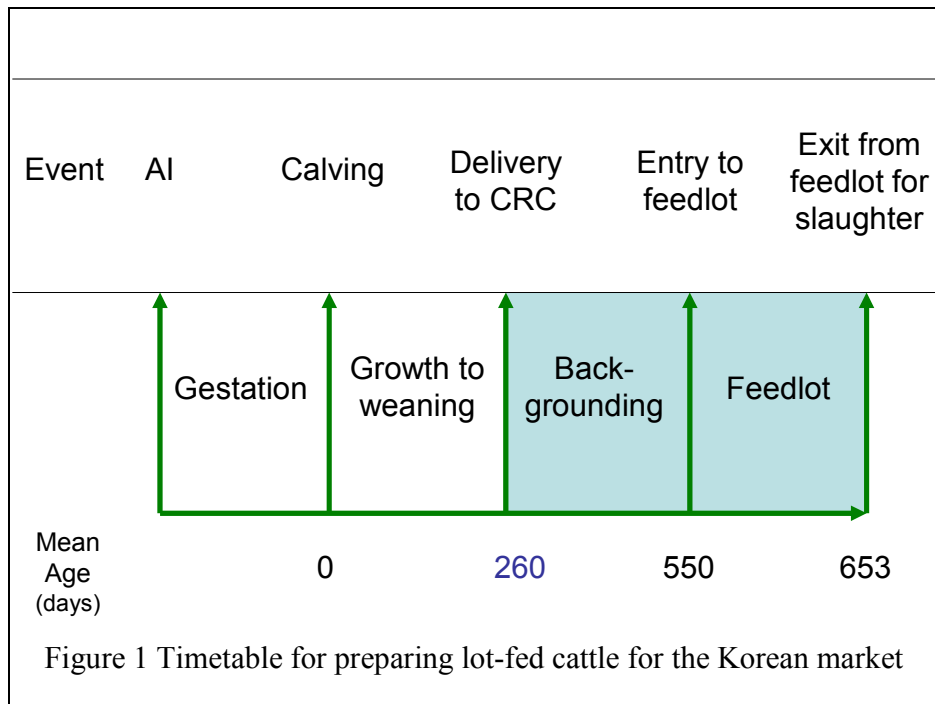 Event
AI
Calving
Delivery
to CRC
Entry to
feedlot
Exit from
feedlot for
slaughter
Gestation
Growth to
weaning
Back-
grounding
Feedlot
Mean
Age
(days)
0
260
550
653
Figure 1 Timetable for preparing lot-fed cattle for the Korean market